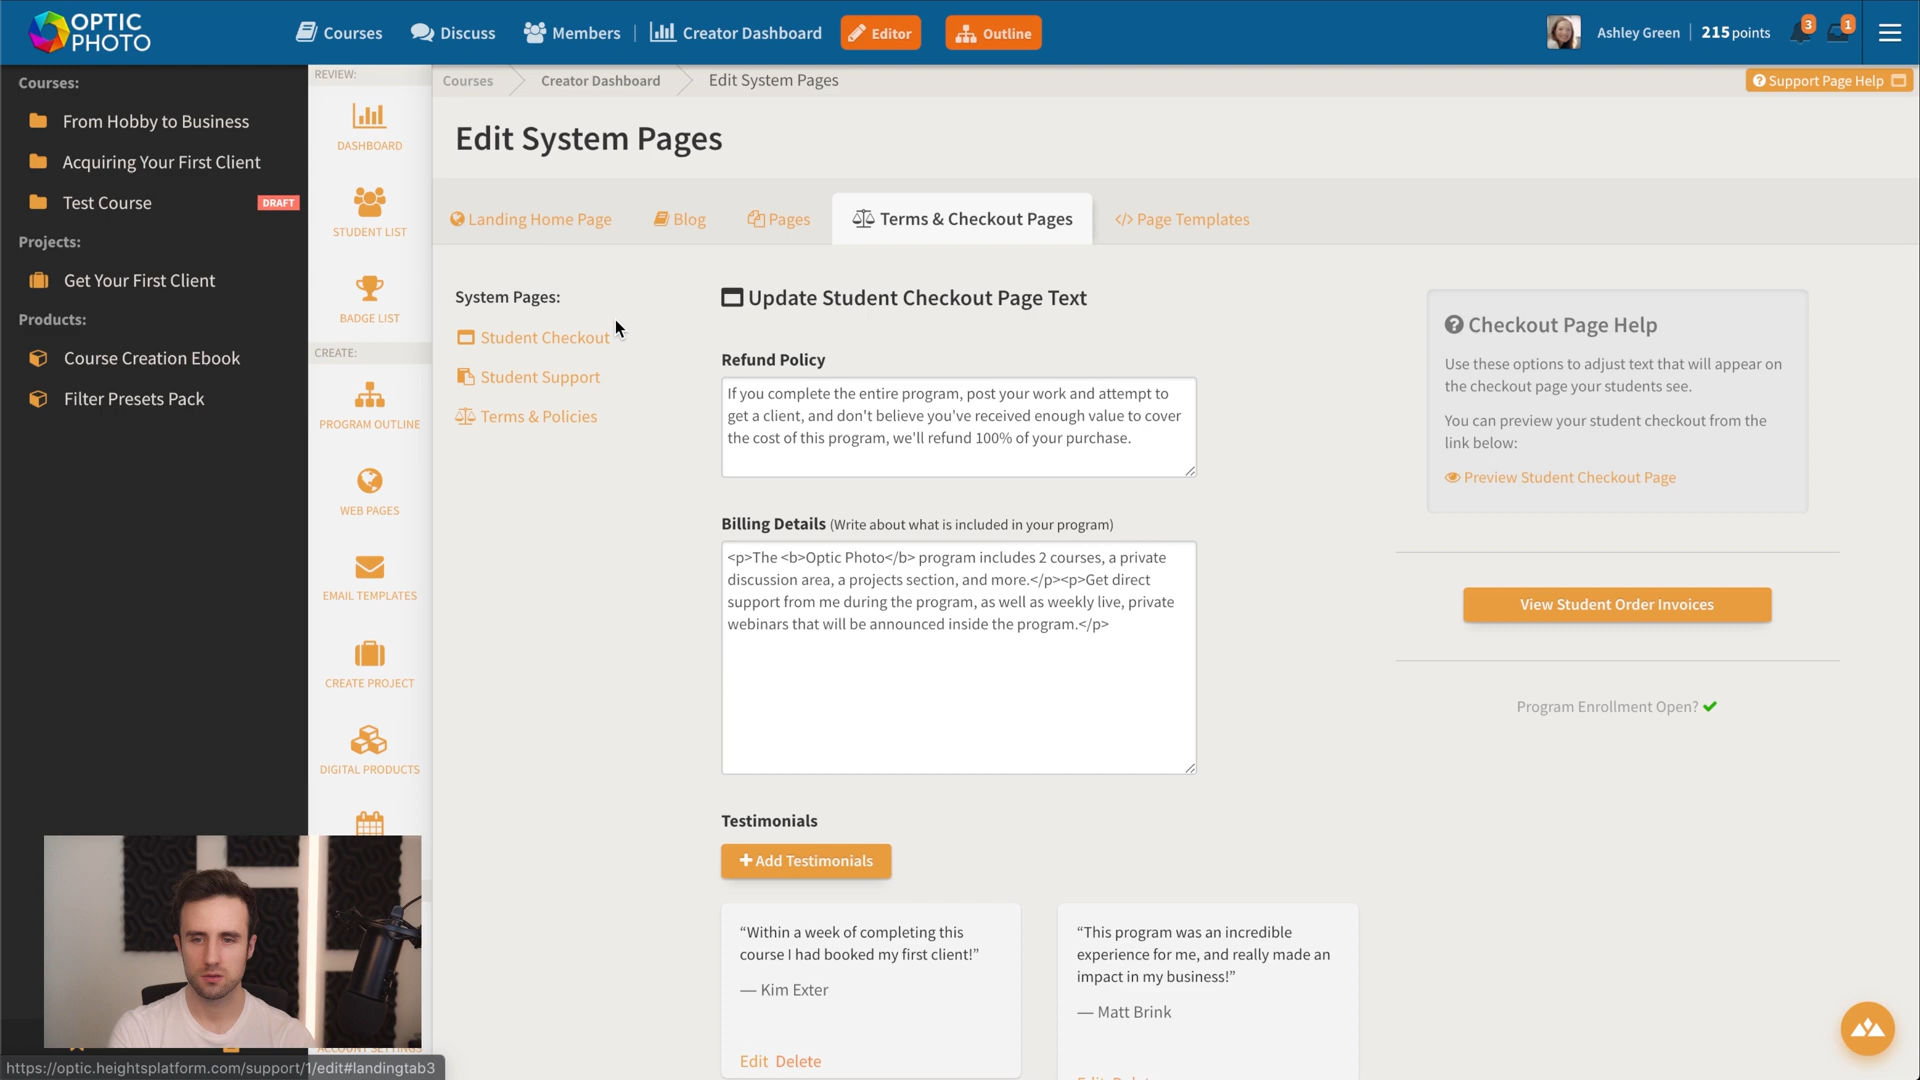 OPTIC
PHOTO
Courses
Discuss
Members
Creator Dashboard
Editor
Outline
Ashley Green
215 points
3
1
Courses:
From Hobby to Business
Acquiring Your First Client
Test Course
DRAFT
Projects:
Get Your First Client
Products:
Course Creation Ebook
Filter Presets Pack
REVIEW:
DASHBOARD
STUDENT LIST
BADGE LIST
CREATE:
PROGRAM OUTLINE
WEB PAGES
EMAIL TEMPLATES
CREATE PROJECT
DIGITAL PRODUCTS
ACCOUNT SETTINGS
Courses
Creator Dashboard
Edit System Pages
Support Page Help
Edit System Pages
Landing Home Page
Blog
Pages
Terms & Checkout Pages
</> Page Templates
System Pages:
Student Checkout
Student Support
Terms & Policies
Update Student Checkout Page Text
Refund Policy
If you complete the entire program, post your work and attempt to
get a client, and don't believe you've received enough value to cover
the cost of this program, we'll refund 100% of your purchase.
Billing Details (Write about what is included in your program)
<p>The <b>Optic Photo</b> program includes 2 courses, a private
discussion area, a projects section, and more.</p><p>Get direct
support from me during the program, as well as weekly live, private
webinars that will be announced inside the program.</p>
Testimonials
+ Add Testimonials
“Within a week of completing this
course I had booked my first client!”
— Kim Exter
Edit Delete
“This program was an incredible
experience for me, and really made an
impact in my business!”
— Matt Brink
Edit Delete
Checkout Page Help
Use these options to adjust text that will appear on
the checkout page your students see.
You can preview your student checkout from the
link below:
Preview Student Checkout Page
View Student Order Invoices
Program Enrollment Open?
https://optic.heightsplatform.com/support/1/edit#landingtab3